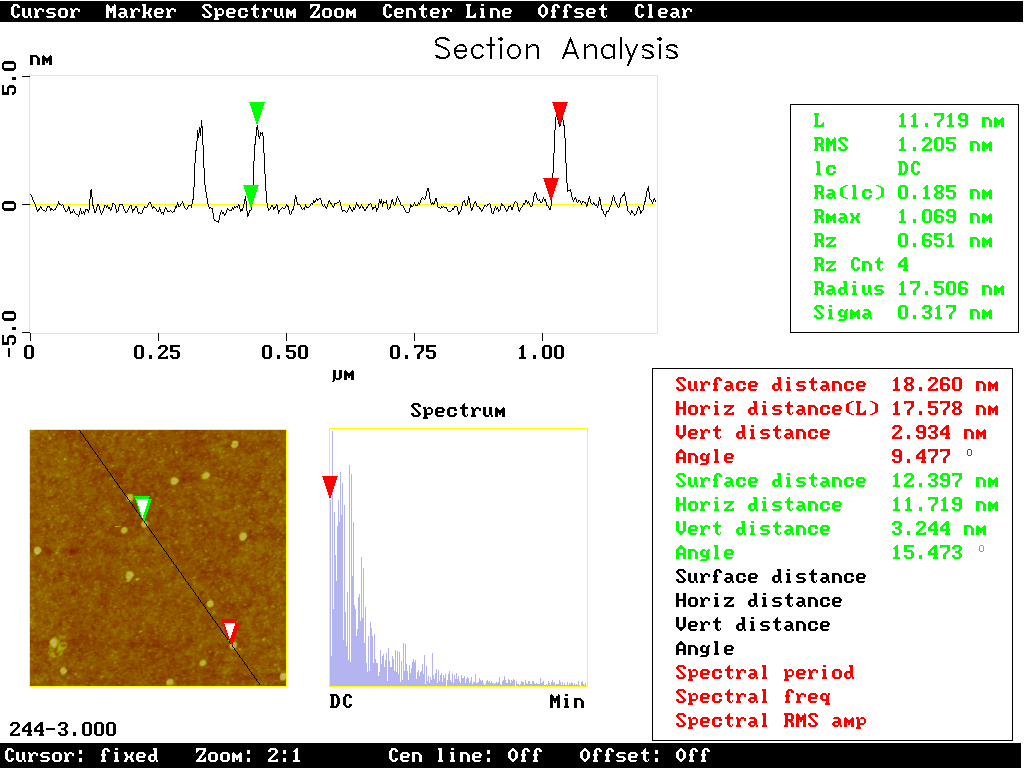 Cursor Marker Spectrum Zoom Center Line Offset Clear
Section Analysis
nM
5.0
0
-5.0
0 0.25 0.50 0.75 1.00
µM
L 11.719 nM
RMS 1.205 nM
lc DC
Ra(lc) 0.185 nM
Rmax 1.069 nM
Rz 0.651 nM
Rz Cnt 4
Radius 17.506 nM
Sigma 0.317 nM
Surface distance 18.260 nM
Horiz distance(L) 17.578 nM
Vert distance 2.934 nM
Angle 9.477 °
Surface distance 12.397 nM
Horiz distance 11.719 nM
Vert distance 3.244 nM
Angle 15.473 °
Surface distance
Horiz distance
Vert distance
Angle
Spectral period
Spectral freq
Spectral RMS amp
Spectrum
DC Min
244-3.000
Cursor: fixed Zoom: 2:1 Cen line: Off Offset: Off